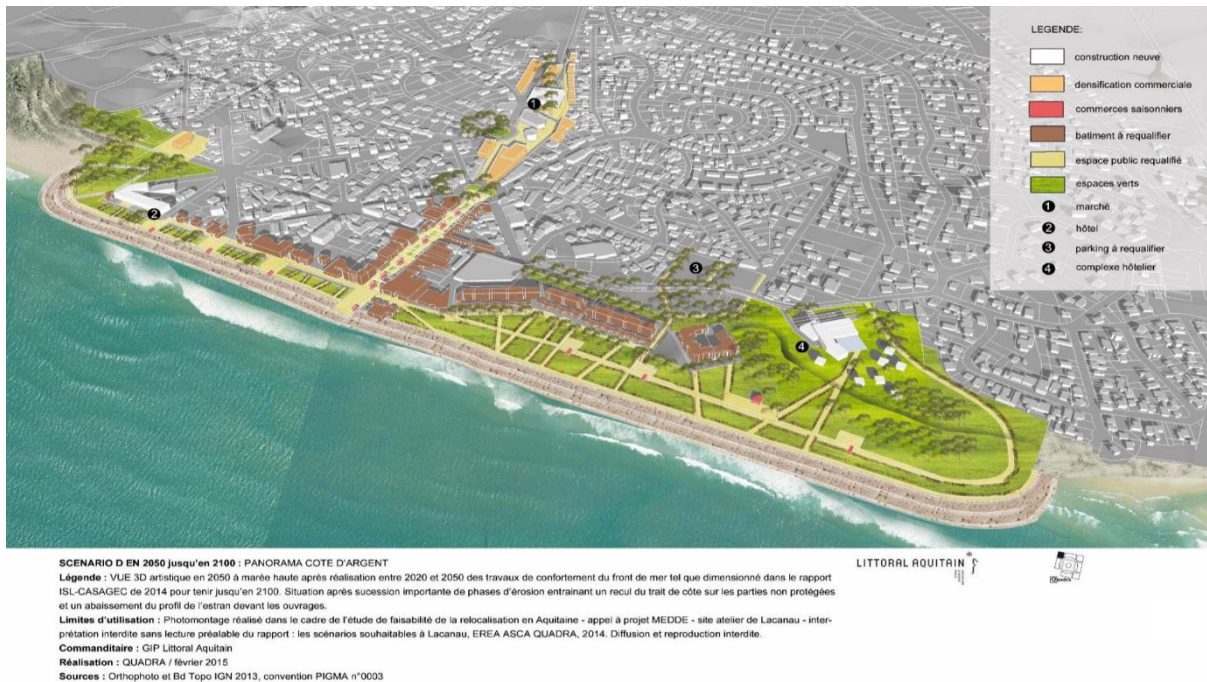 LEGENDE:
construction neuve
densification commerciale
commerces saisonniers
batiment à requalifier
espace public requalifié
espaces verts
1 marché
2 hôtel
3 parking à requalifier
4 complexe hôtelier
1
2
3
4
SCENARIO D EN 2050 jusqu'en 2100 : PANORAMA COTE D'ARGENT
Légende : VUE 3D artistique en 2050 à marée haute après réalisation entre 2020 et 2050 des travaux de confortement du front de mer tel que dimensionné dans le rapport
ISL-CASAGEC de 2014 pour tenir jusqu'en 2100. Situation après sucession importante de phases d'érosion entrainant un recul du trait de côte sur les parties non protégées
et un abaissement du profil de l'estran devant les ouvrages.
Limites d'utilisation : Photomontage réalisé dans le cadre de l'étude de faisabilité de la relocalisation en Aquitaine - appel à projet MEDDE - site atelier de Lacanau - inter-
prétation interdite sans lecture préalable du rapport : les scénarios souhaitables à Lacanau, EREA ASCA QUADRA, 2014. Diffusion et reproduction interdite.
Commanditaire : GIP Littoral Aquitain
Réalisation : QUADRA / février 2015
Sources : Orthophoto et Bd Topo IGN 2013, convention PIGMA n°0003
LITTORAL AQUITAIN